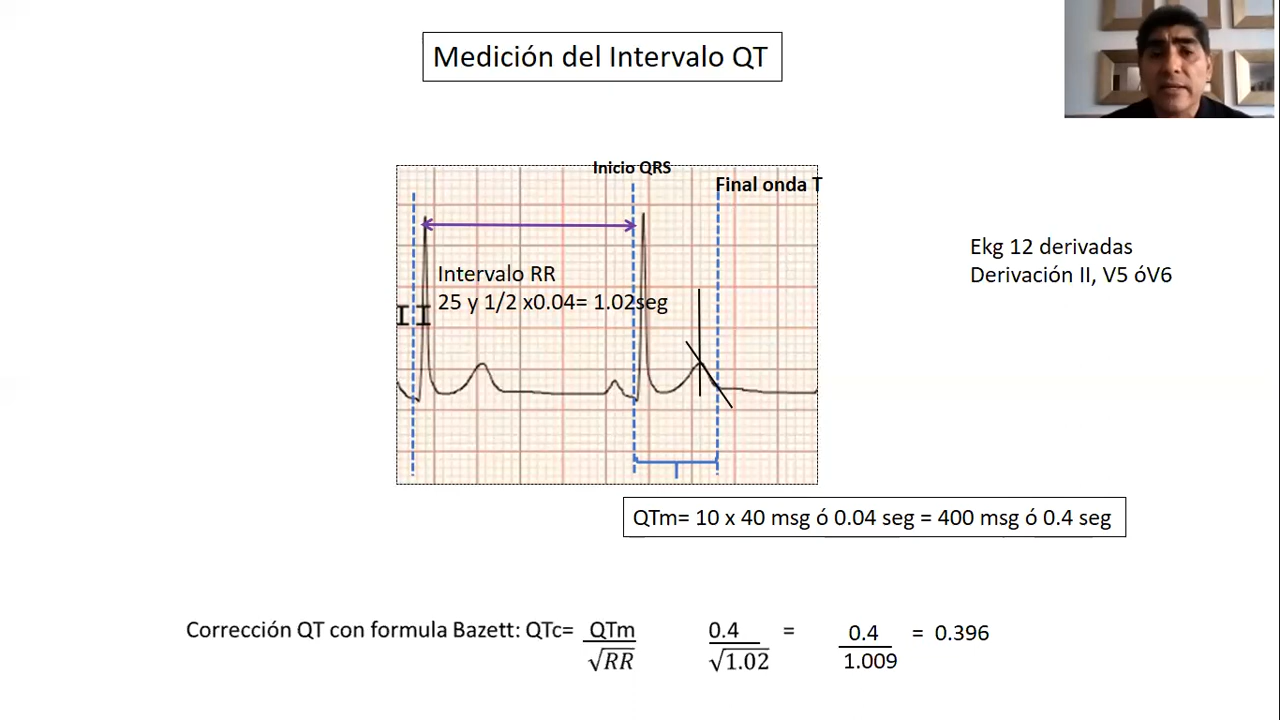 Medición del Intervalo QT
Inicio QRS
Final onda T
Ekg 12 derivadas
Derivación II, V5 óV6
Intervalo RR
25 y 1/2 x0.04= 1.02seg
II
QTm= 10 x 40 msg ó 0.04 seg = 400 msg ó 0.4 seg
Corrección QT con formula Bazett: QTc= QTm 0.4 = 0.4 = 0.396
√RR √1.02 1.009